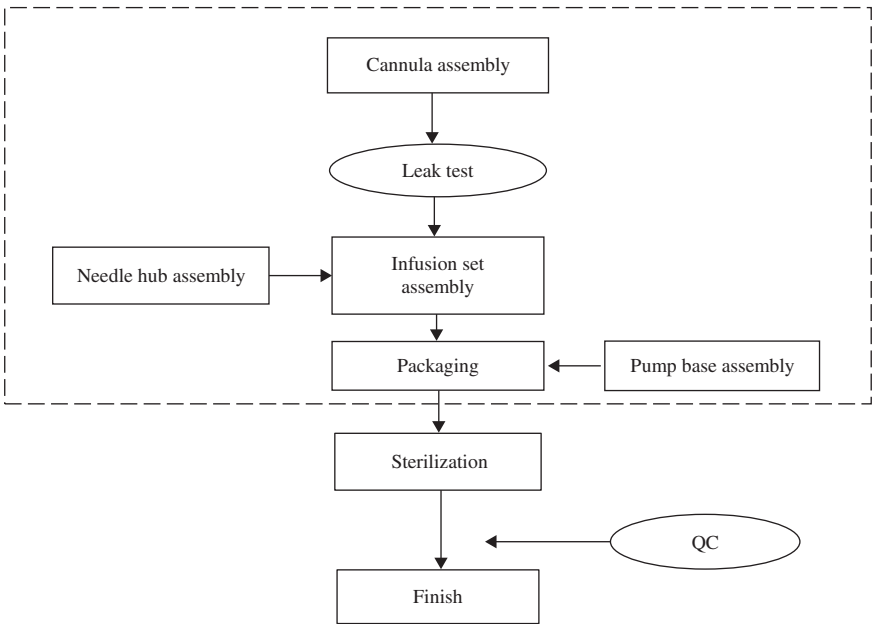 Cannula assembly
Leak test
Needle hub assembly
Infusion set
assembly
Packaging
Pump base assembly
Sterilization
QC
Finish